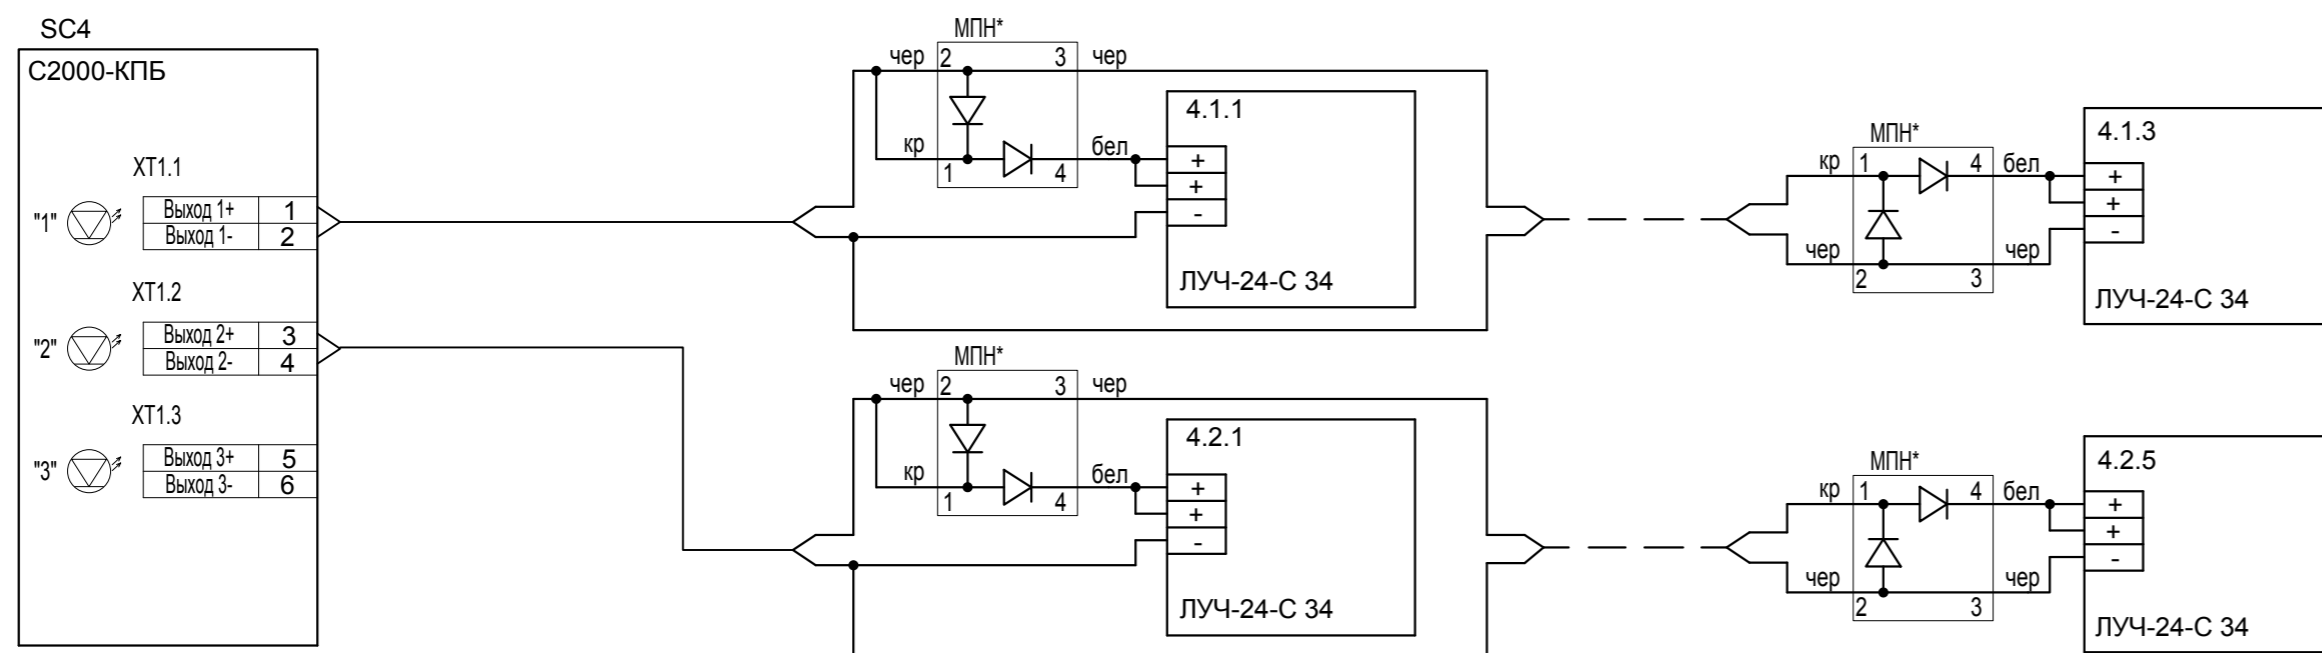 SC4
С2000-КПБ
XT1.1
"1"
Выход 1+ 1
Выход 1- 2
XT1.2
"2"
Выход 2+ 3
Выход 2- 4
XT1.3
"3"
Выход 3+ 5
Выход 3- 6
МПН*
чер 2 3 чер
кр 1 4 бел
4.1.1
+
+
-
ЛУЧ-24-С 34
МПН*
кр 1 4 бел
чер 2 3 чер
4.1.3
+
+
-
ЛУЧ-24-С 34
МПН*
чер 2 3 чер
кр 1 4 бел
4.2.1
+
+
-
ЛУЧ-24-С 34
МПН*
кр 1 4 бел
чер 2 3 чер
4.2.5
+
+
-
ЛУЧ-24-С 34